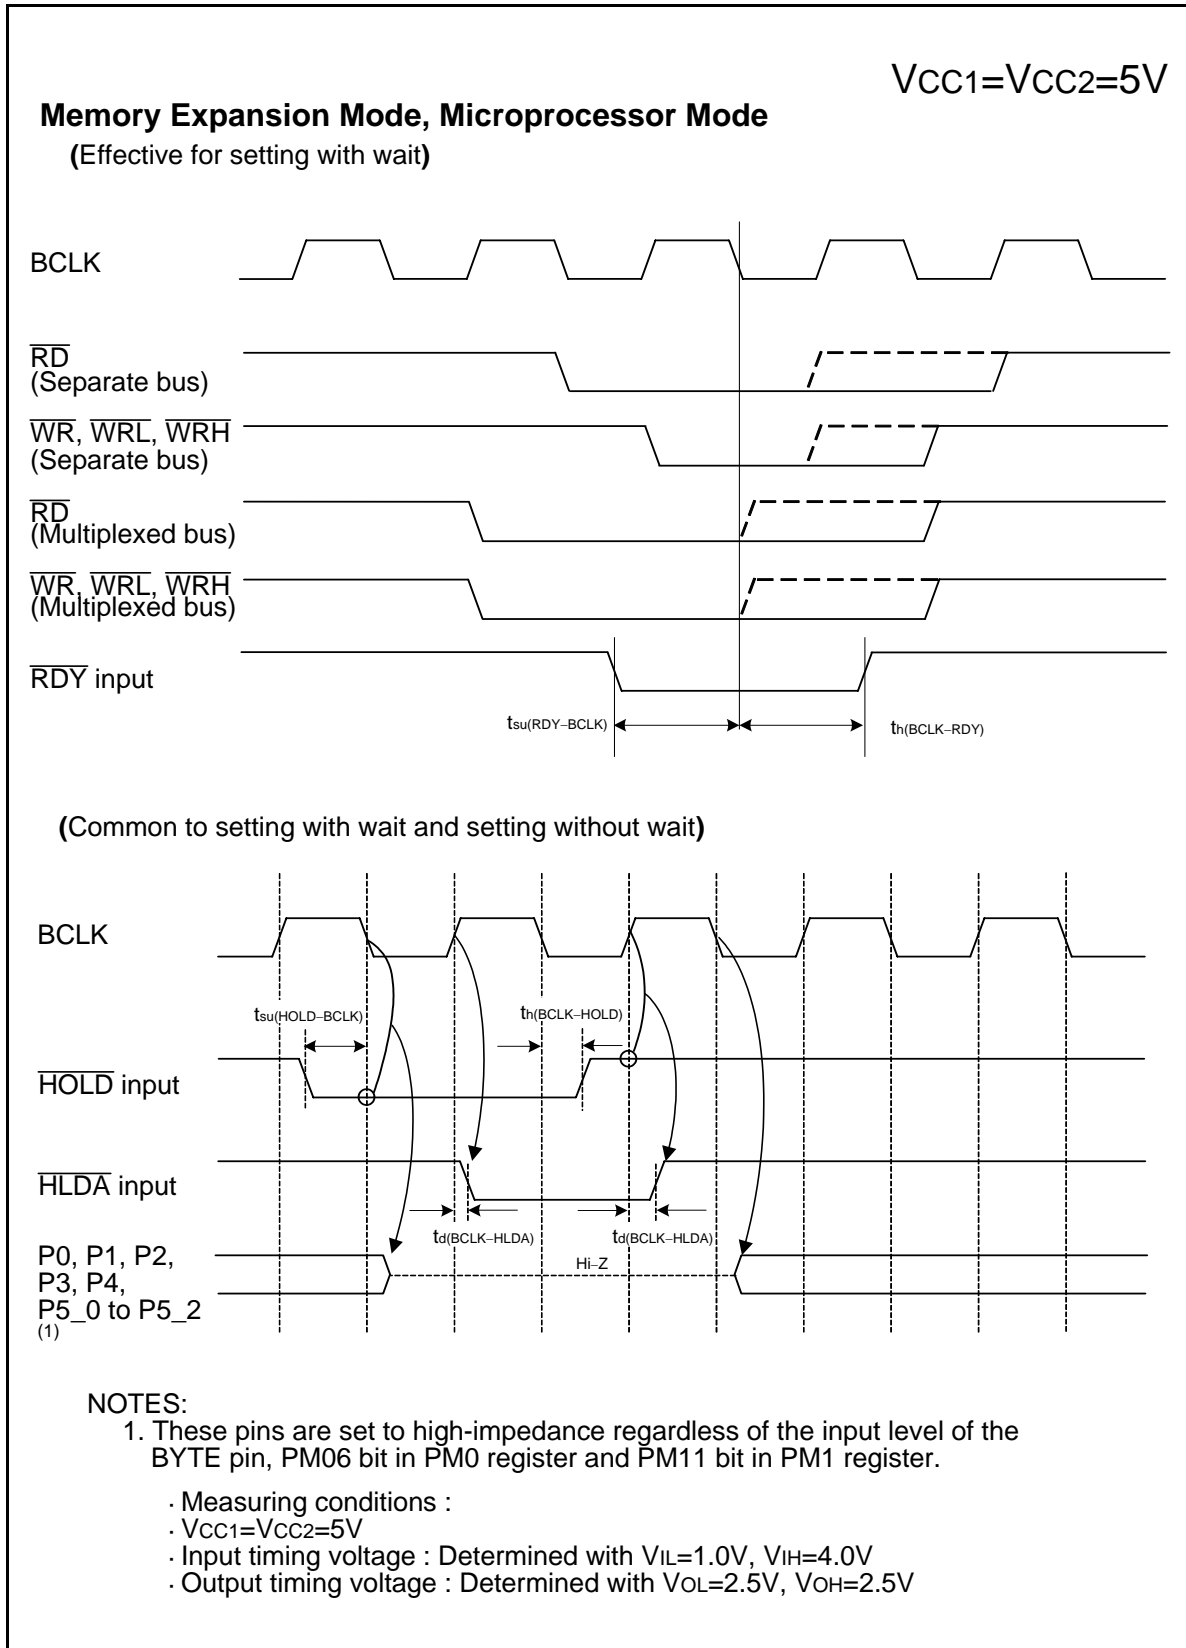 VCC1=VCC2=5V
Memory Expansion Mode, Microprocessor Mode
(Effective for setting with wait)
BCLK
RD
(Separate bus)
WR, WRL, WRH
(Separate bus)
RD
(Multiplexed bus)
WR, WRL, WRH
(Multiplexed bus)
RDY input
tsu(RDY−BCLK)
th(BCLK−RDY)
(Common to setting with wait and setting without wait)
BCLK
tsu(HOLD−BCLK)
th(BCLK−HOLD)
HOLD input
HLDA input
td(BCLK−HLDA)
td(BCLK−HLDA)
P0, P1, P2,
P3, P4,
P5_0 to P5_2
(1)
Hi−Z
NOTES:
1. These pins are set to high-impedance regardless of the input level of the
BYTE pin, PM06 bit in PM0 register and PM11 bit in PM1 register.
· Measuring conditions :
· VCC1=VCC2=5V
· Input timing voltage : Determined with VIL=1.0V, VIH=4.0V
· Output timing voltage : Determined with VOL=2.5V, VOH=2.5V